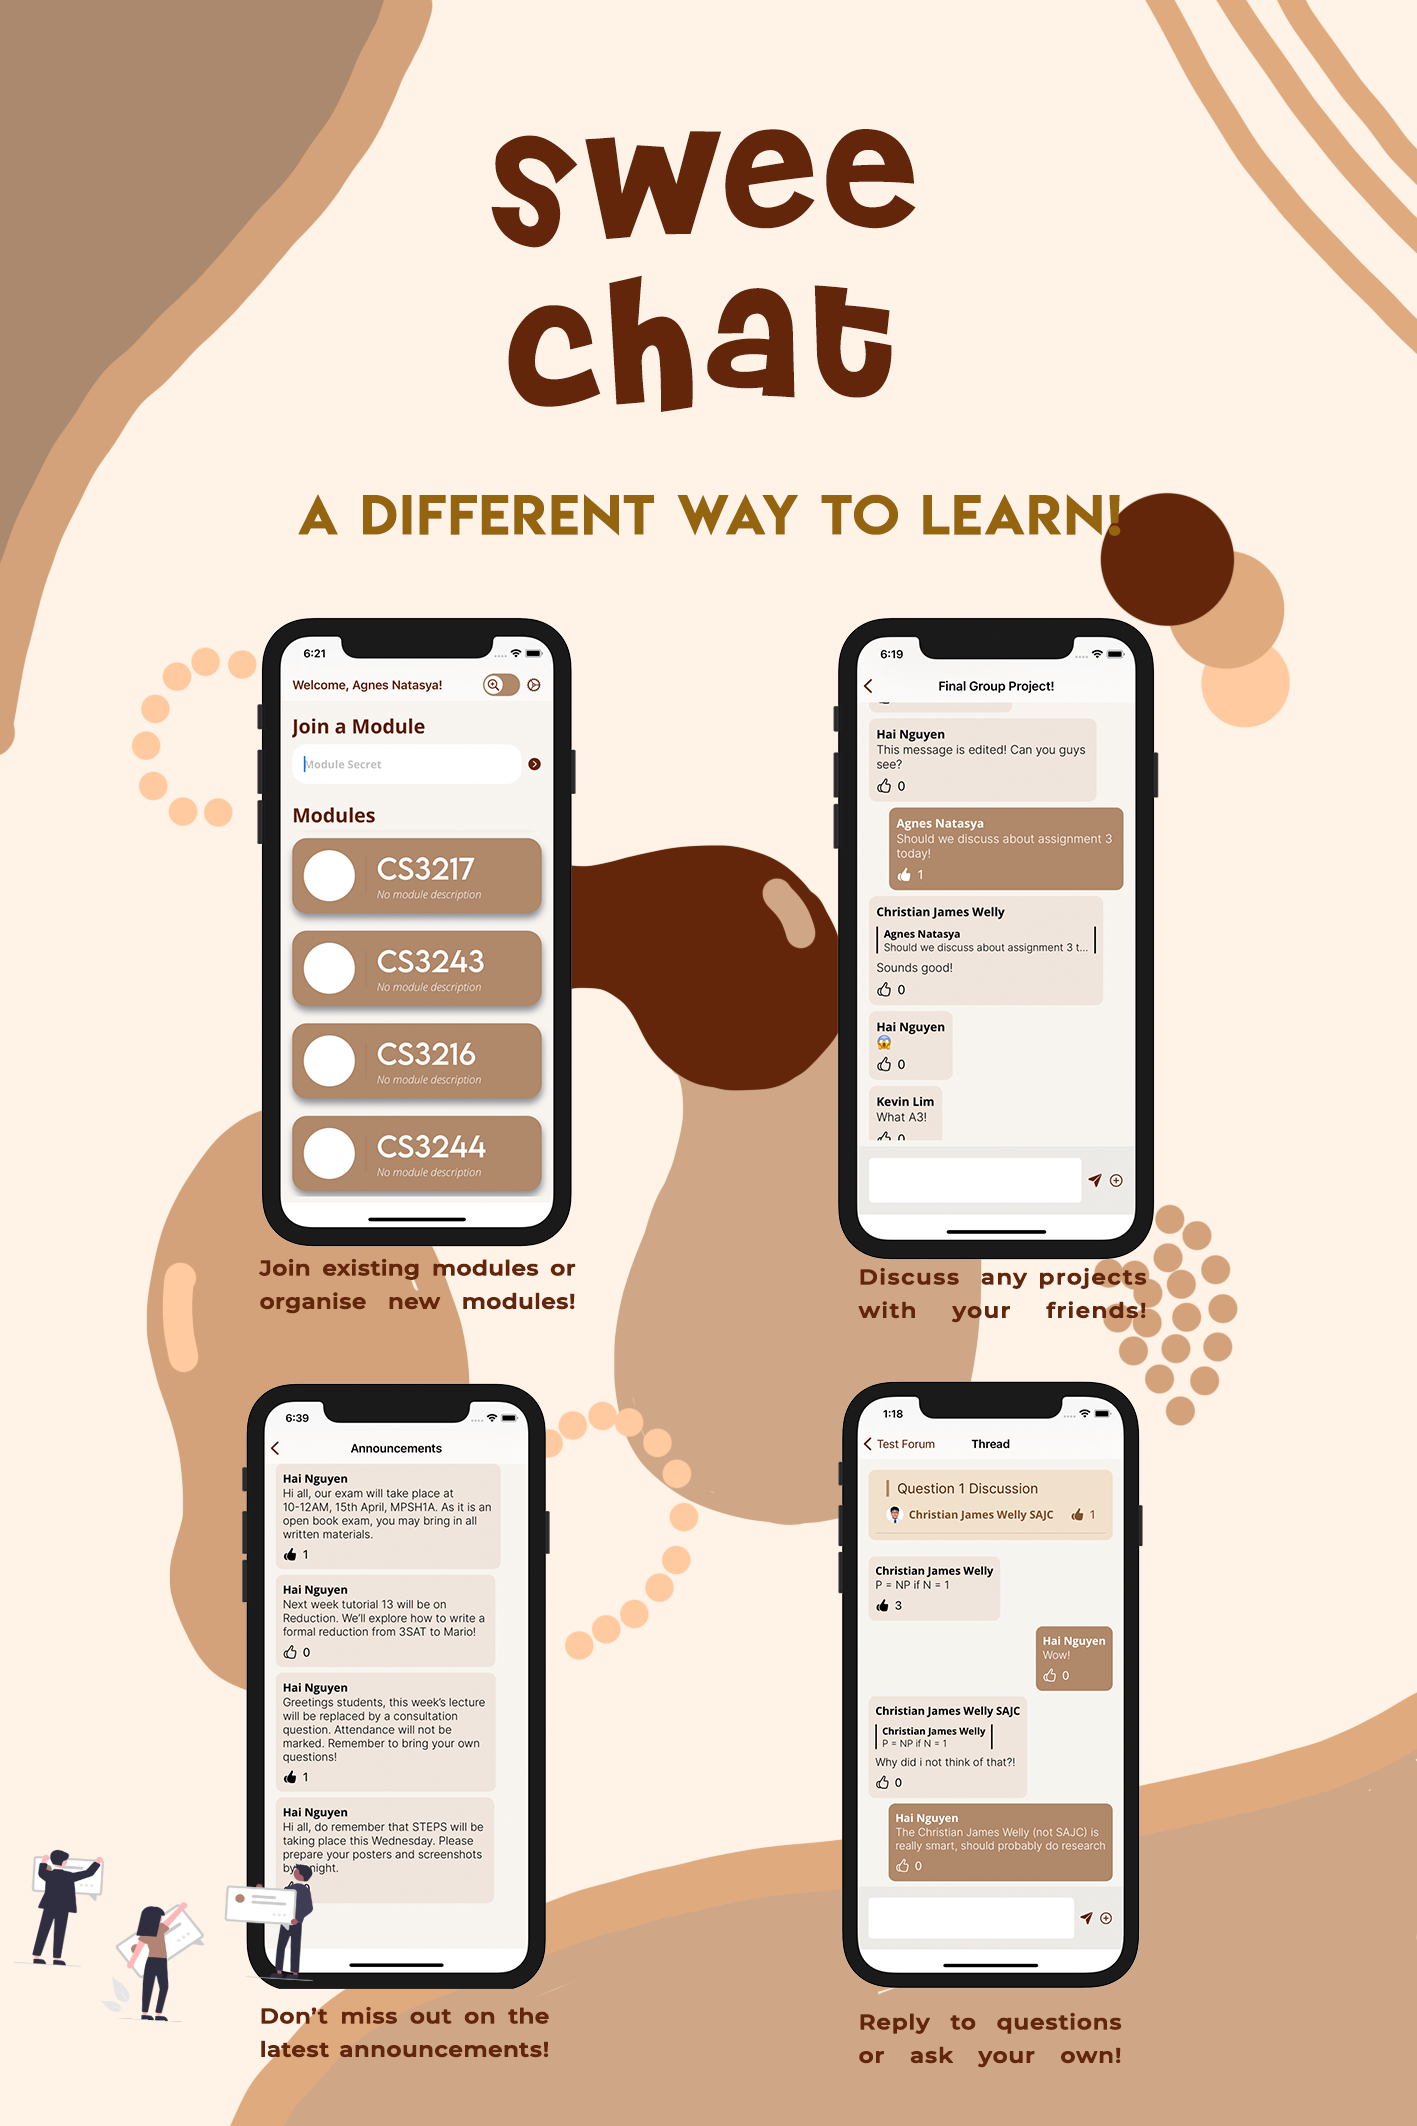 swee
chat
A DIFFERENT WAY TO LEARN!
6:21
Welcome, Agnes Natasya!
Join a Module
Module Secret
Modules
CS3217
No module description
CS3243
No module description
CS3216
No module description
CS3244
No module description
Join existing modules or
organise new modules!
6:19
Final Group Project!
Hai Nguyen
This message is edited! Can you guys
see?
0
Agnes Natasya
Should we discuss about assignment 3
today!
1
Christian James Welly
Agnes Natasya
Should we discuss about assignment 3 t...
Sounds good!
0
Hai Nguyen
😱
0
Kevin Lim
What A3!
0
Discuss any projects
with your friends!
6:39
Announcements
Hai Nguyen
Hi all, our exam will take place at
10-12AM, 15th April, MPSH1A. As it is an
open book exam, you may bring in all
written materials.
1
Hai Nguyen
Next week tutorial 13 will be on
Reduction. We'll explore how to write a
formal reduction from 3SAT to Mario!
0
Hai Nguyen
Greetings students, this week's lecture
will be replaced by a consultation
question. Attendance will not be
marked. Remember to bring your own
questions!
1
Hai Nguyen
Hi all, do remember that STEPS will be
taking place this Wednesday. Please
prepare your posters and screenshots
by night.
0
Don't miss out on the
latest announcements!
1:18
Test Forum
Thread
Question 1 Discussion
Christian James Welly SAJC
1
Christian James Welly
P = NP if N = 1
3
Hai Nguyen
Wow!
0
Christian James Welly SAJC
Christian James Welly
P = NP if N = 1
Why did i not think of that?!
0
Hai Nguyen
The Christian James Welly (not SAJC) is
really smart, should probably do research
0
Reply to questions
or ask your own!